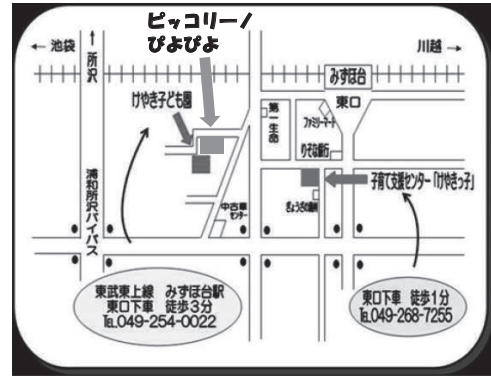 ピッコリーノ
ぴよぴよ
← 池袋
↑所沢
川越 →
みずほ台
東口
けやき子ども園
第一生命
ファミリーマート
りそな銀行
子育て支援センター「けやきっ子」
中古車センター
ぎょうざの満州
浦和所沢バイパス
東武東上線 みずほ台駅
東口下車 徒歩3分
℡049-254-0022
東口下車 徒歩1分
℡049-268-7255